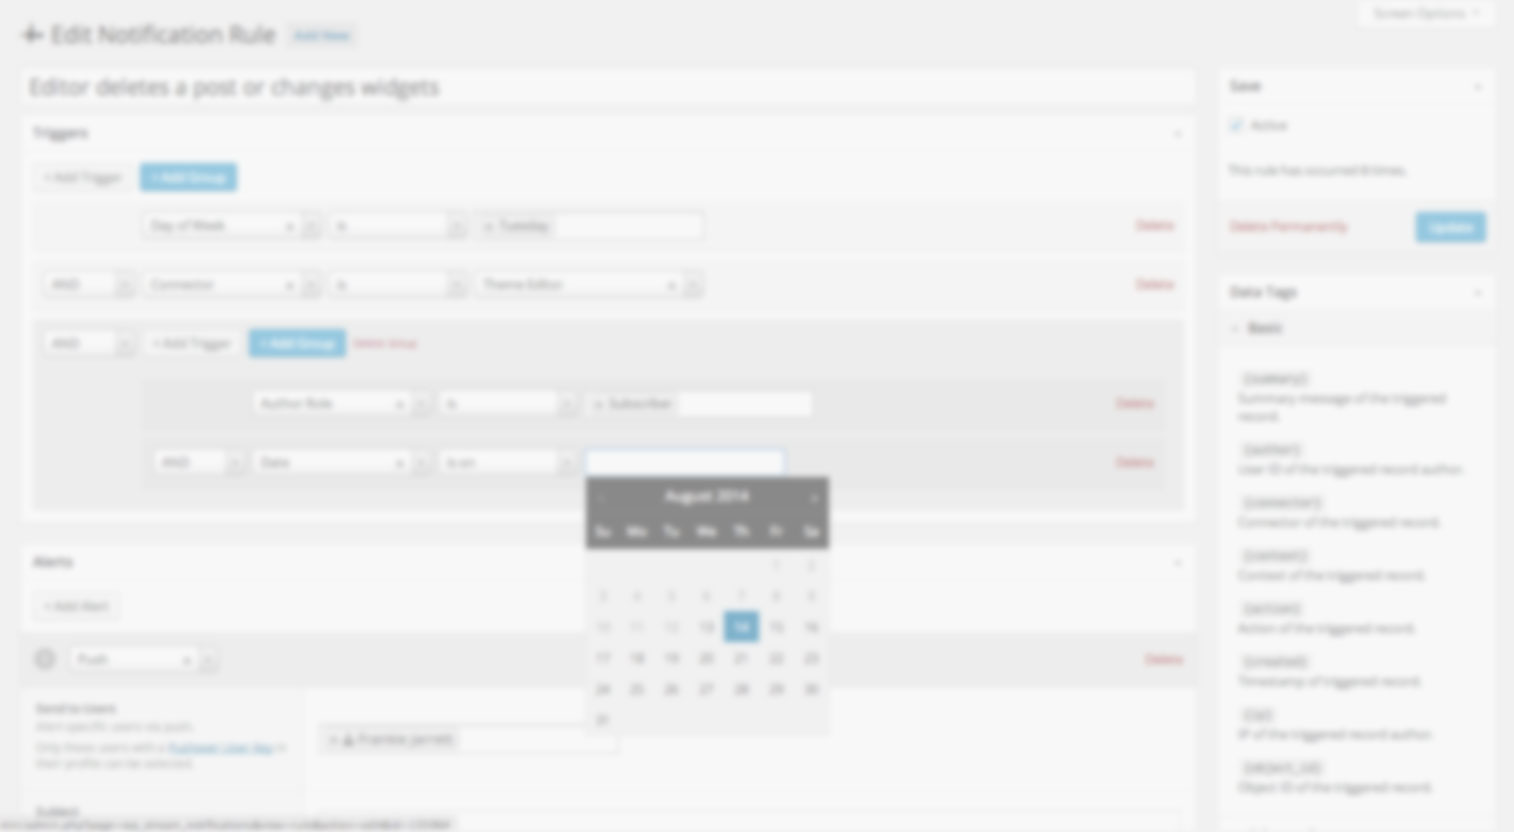 Screen Options
Edit Notification Rule Add New
Editor deletes a post or changes widgets
Triggers
+ Add Trigger + Add Group
Day of Week is Tuesday Delete
AND Connector is Theme Editor Delete
AND + Add Trigger + Add Group Delete Group
Author Role is Subscriber Delete
AND Date is on Delete
August 2014
Su Mo Tu We Th Fr Sa
1 2
3 4 5 6 7 8 9
10 11 12 13 14 15 16
17 18 19 20 21 22 23
24 25 26 27 28 29 30
31
Alerts
+ Add Alert
Push Delete
Send to Users
Alert specific users via push.
Only those users with a Pushover User Key in
their profile can be selected.
Frankie Jarrett
Subject
Save
Active
This rule has occurred 8 times.
Delete Permanently Update
Data Tags
Basic
{summary}
Summary message of the triggered
record.
{author}
User ID of the triggered record author.
{connector}
Connector of the triggered record.
{context}
Context of the triggered record.
{action}
Action of the triggered record.
{created}
Timestamp of triggered record.
{ip}
IP of the triggered record author.
{object_id}
Object ID of the triggered record.